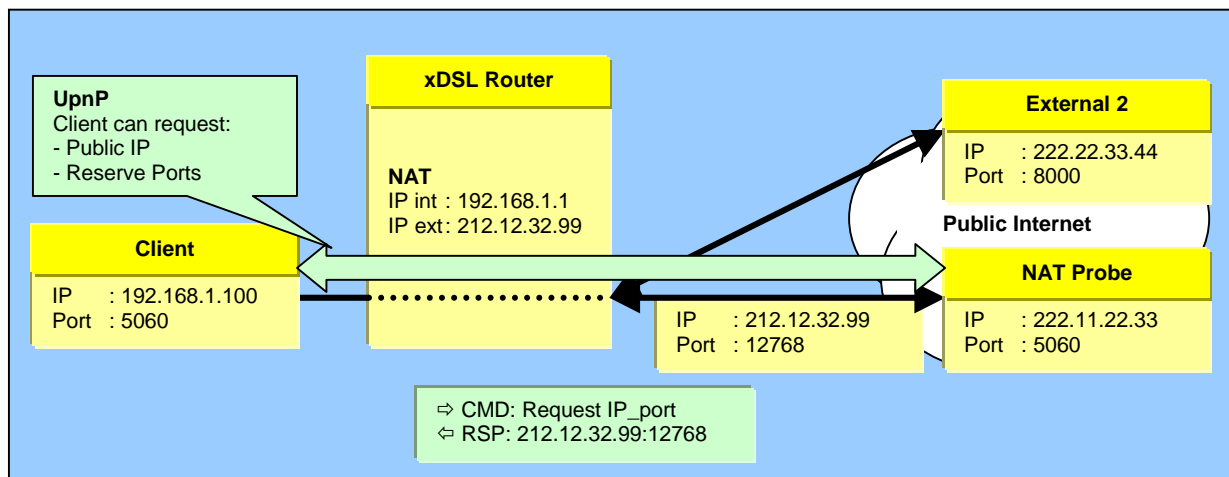 UpnP
Client can request:
- Public IP
- Reserve Ports
xDSL Router
NAT
IP int : 192.168.1.1
IP ext : 212.12.32.99
External 2
IP : 222.22.33.44
Port : 8000
Public Internet
Client
IP : 192.168.1.100
Port : 5060
IP : 212.12.32.99
Port : 12768
NAT Probe
IP : 222.11.22.33
Port : 5060
⇨ CMD: Request IP_port
⇦ RSP: 212.12.32.99:12768